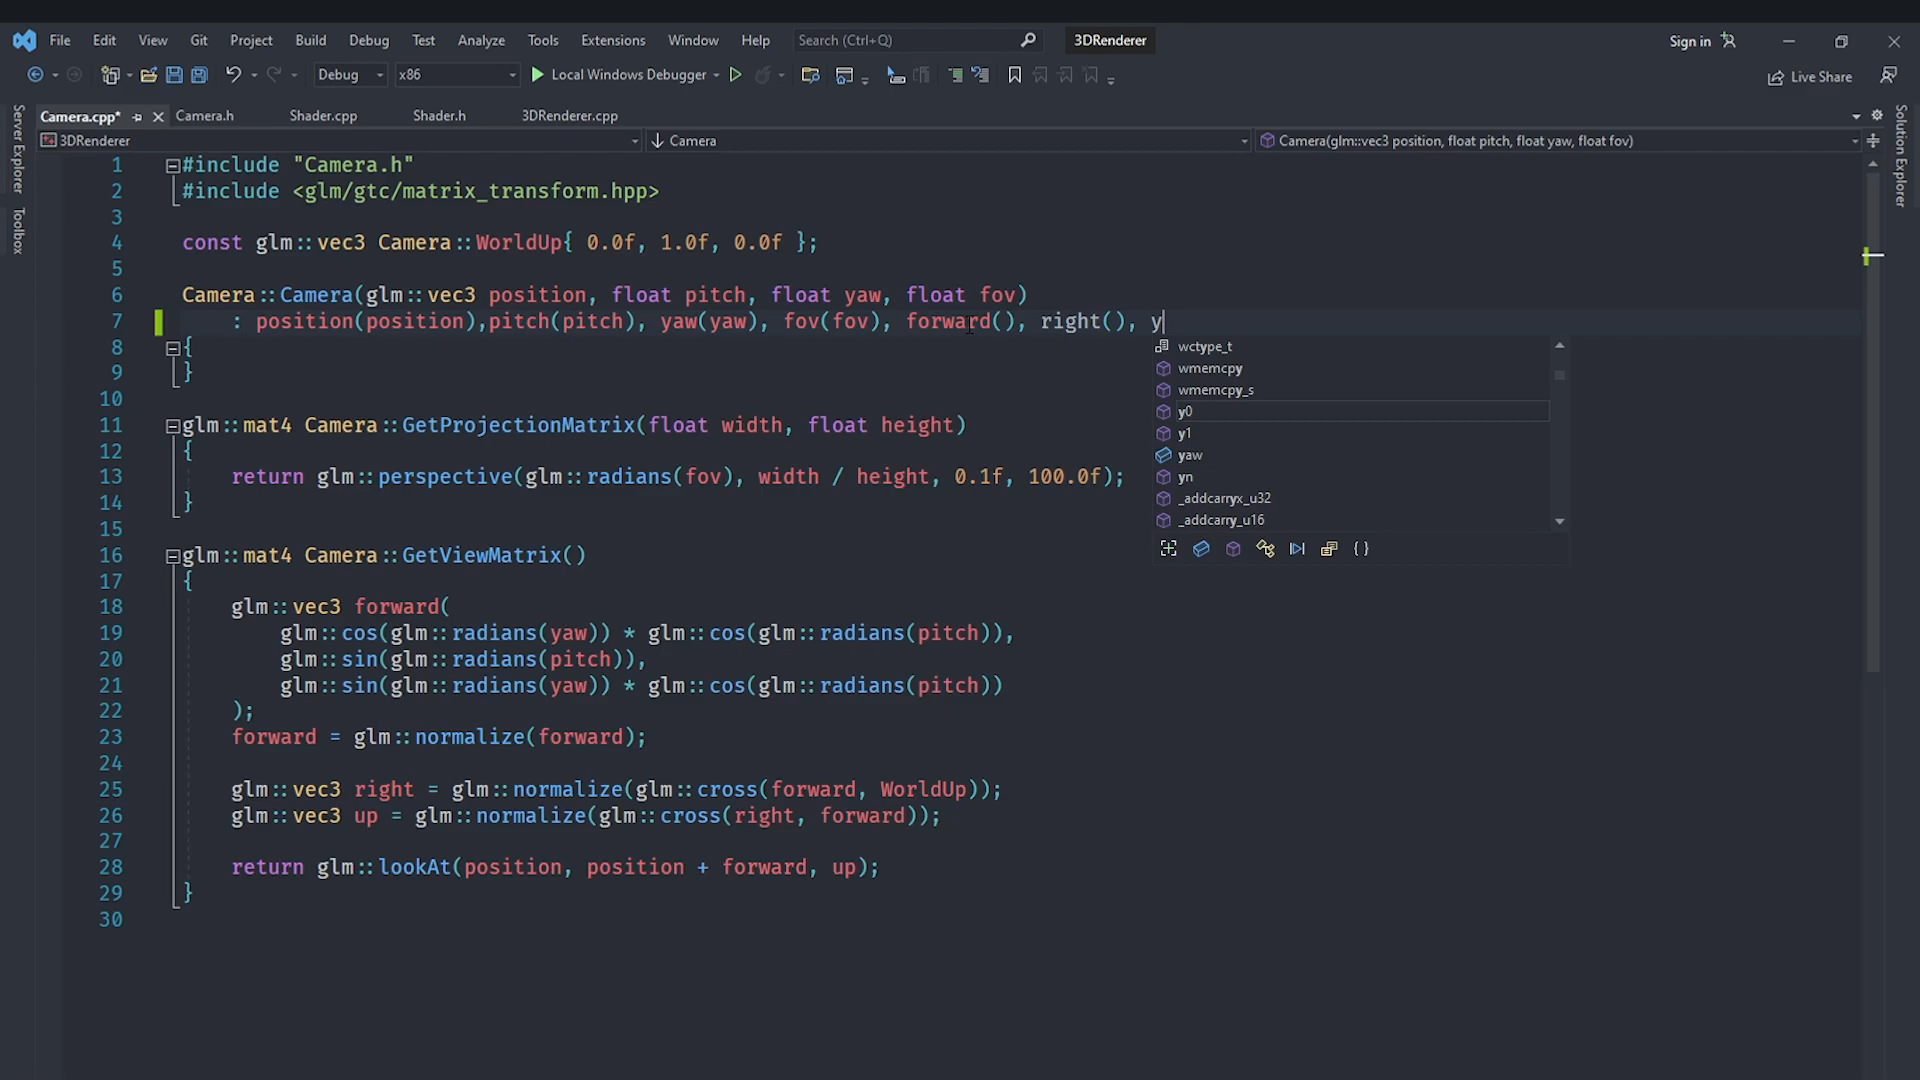 File Edit View Git Project Build Debug Test Analyze Tools Extensions Window Help Search (Ctrl+Q) 3DRenderer Sign in
Debug x86 Local Windows Debugger Live Share
Server Explorer
Toolbox
Solution Explorer
Camera.cpp* Camera.h Shader.cpp Shader.h 3DRenderer.cpp
3DRenderer Camera Camera(glm::vec3 position, float pitch, float yaw, float fov)
1 #include "Camera.h"
2 #include <glm/gtc/matrix_transform.hpp>
3
4 const glm::vec3 Camera::WorldUp{ 0.0f, 1.0f, 0.0f };
5
6 Camera::Camera(glm::vec3 position, float pitch, float yaw, float fov)
7 : position(position),pitch(pitch), yaw(yaw), fov(fov), forward(), right(), y
8 {
9 }
10
11 glm::mat4 Camera::GetProjectionMatrix(float width, float height)
12 {
13 return glm::perspective(glm::radians(fov), width / height, 0.1f, 100.0f);
14 }
15
16 glm::mat4 Camera::GetViewMatrix()
17 {
18 glm::vec3 forward(
19 glm::cos(glm::radians(yaw)) * glm::cos(glm::radians(pitch)),
20 glm::sin(glm::radians(pitch)),
21 glm::sin(glm::radians(yaw)) * glm::cos(glm::radians(pitch))
22 );
23 forward = glm::normalize(forward);
24
25 glm::vec3 right = glm::normalize(glm::cross(forward, WorldUp));
26 glm::vec3 up = glm::normalize(glm::cross(right, forward));
27
28 return glm::lookAt(position, position + forward, up);
29 }
30
wctype_t
wmemcpy
wmemcpy_s
y0
y1
yaw
yn
_addcarryx_u32
_addcarry_u16